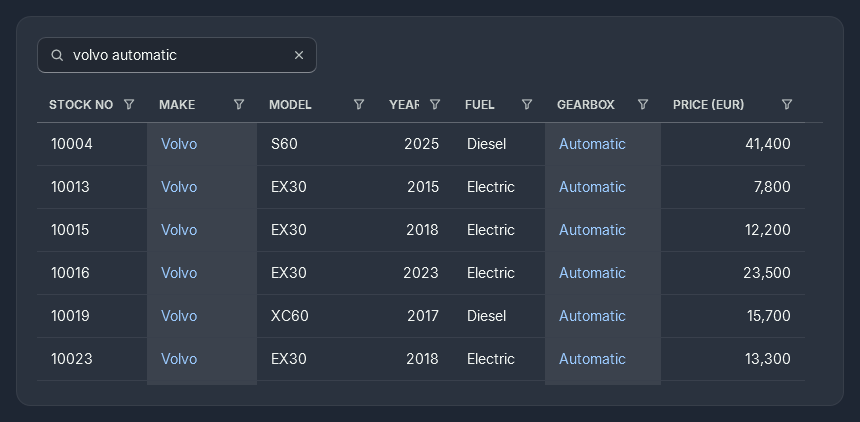 volvo automatic
STOCK NO MAKE MODEL YEAR FUEL GEARBOX PRICE (EUR)
10004 Volvo S60 2025 Diesel Automatic 41,400
10013 Volvo EX30 2015 Electric Automatic 7,800
10015 Volvo EX30 2018 Electric Automatic 12,200
10016 Volvo EX30 2023 Electric Automatic 23,500
10019 Volvo XC60 2017 Diesel Automatic 15,700
10023 Volvo EX30 2018 Electric Automatic 13,300